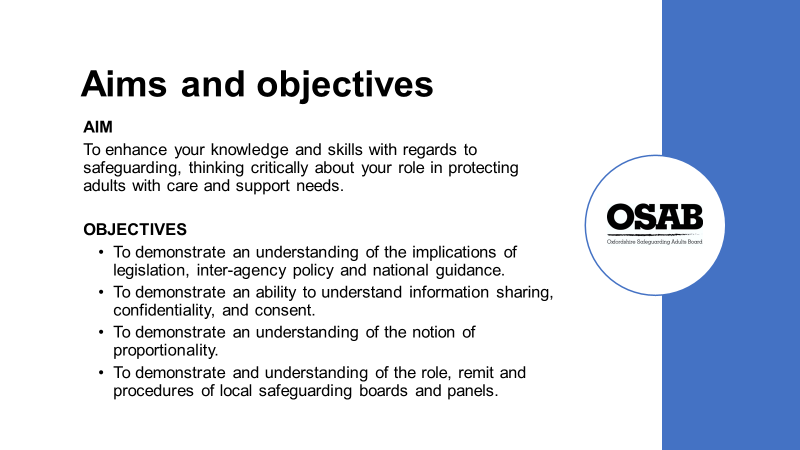 Aims and objectives
AIM
To enhance your knowledge and skills with regards to
safeguarding, thinking critically about your role in protecting
adults with care and support needs.
OBJECTIVES
• To demonstrate an understanding of the implications of
legislation, inter-agency policy and national guidance.
• To demonstrate an ability to understand information sharing,
confidentiality, and consent.
• To demonstrate an understanding of the notion of
proportionality.
• To demonstrate and understanding of the role, remit and
procedures of local safeguarding boards and panels.
OSAB
Oxfordshire Safeguarding Adults Board